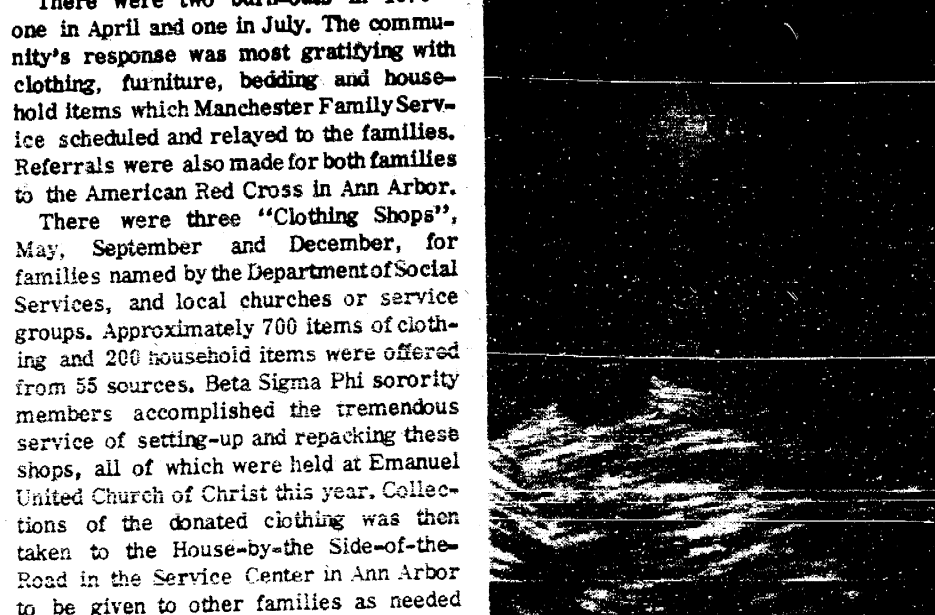 There were two burn-outs in
one in April and one in July. The commu-
nity's response was most gratifying with
clothing, furniture, bedding and house-
hold items which Manchester Family Serv-
ice scheduled and relayed to the families.
Referrals were also made for both families
to the American Red Cross in Ann Arbor.
There were three "Clothing Shops",
May, September and December, for
families named by the Department of Social
Services, and local churches or service
groups. Approximately 700 items of cloth-
ing and 200 household items were offered
from 55 sources. Beta Sigma Phi sorority
members accomplished the tremendous
service of setting-up and repacking these
shops, all of which were held at Emanuel
United Church of Christ this year. Collec-
tions of the donated clothing was then
taken to the House-by-the Side-of-the-
Road in the Service Center in Ann Arbor
to be given to other families as needed